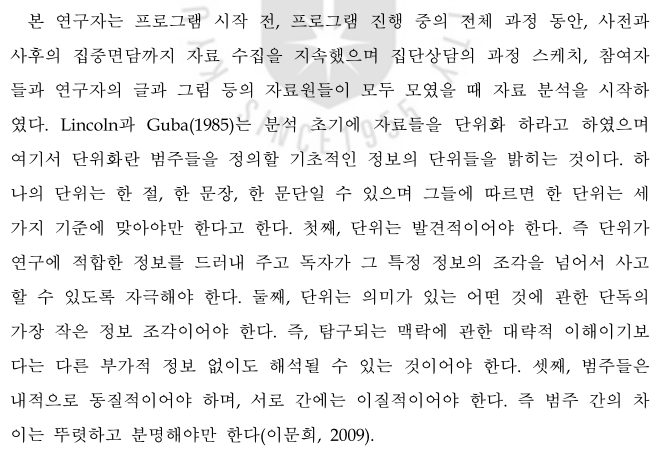 본 연구자는 프로그램 시작 전, 프로그램 진행 중의 전체 과정 동안, 사전과
사후의 집중면담까지 자료 수집을 지속했으며 집단상담의 과정 스케치, 참여자
들과 연구자의 글과 그림 등의 자료원들이 모두 모였을 때 자료 분석을 시작하
였다. Lincoln과 Guba(1985)는 분석 초기에 자료들을 단위화 하라고 하였으며
여기서 단위화란 범주들을 정의할 기초적인 정보의 단위들을 밝히는 것이다. 하
나의 단위는 한 절, 한 문장, 한 문단일 수 있으며 그들에 따르면 한 단위는 세
가지 기준에 맞아야만 한다고 한다. 첫째, 단위는 발견적이어야 한다. 즉 단위가
연구에 적합한 정보를 드러내 주고 독자가 그 특정 정보의 조각을 넘어서 사고
할 수 있도록 자극해야 한다. 둘째, 단위는 의미가 있는 어떤 것에 관한 단독의
가장 작은 정보 조각이어야 한다. 즉, 탐구되는 맥락에 관한 대략적 이해이기보
다는 다른 부가적 정보 없이도 해석될 수 있는 것이어야 한다. 셋째, 범주들은
내적으로 동질적이어야 하며, 서로 간에는 이질적이어야 한다. 즉 범주 간의 차
이는 뚜렷하고 분명해야만 한다(이문희, 2009).
SINCE 1955